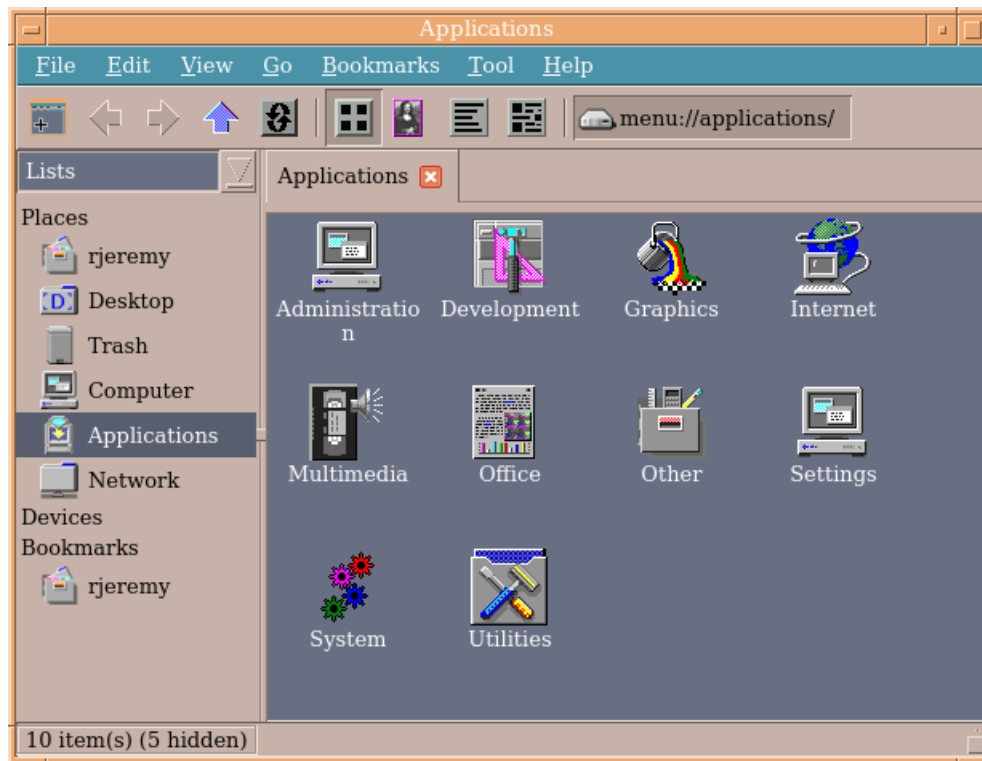 Applications
File Edit View Go Bookmarks Tool Help
menu://applications/
Lists
Applications
Places
rjeremy
Desktop
Trash
Computer
Applications
Network
Devices
Bookmarks
rjeremy
Administratio
n
Development
Graphics
Internet
Multimedia
Office
Other
Settings
System
Utilities
10 item(s) (5 hidden)